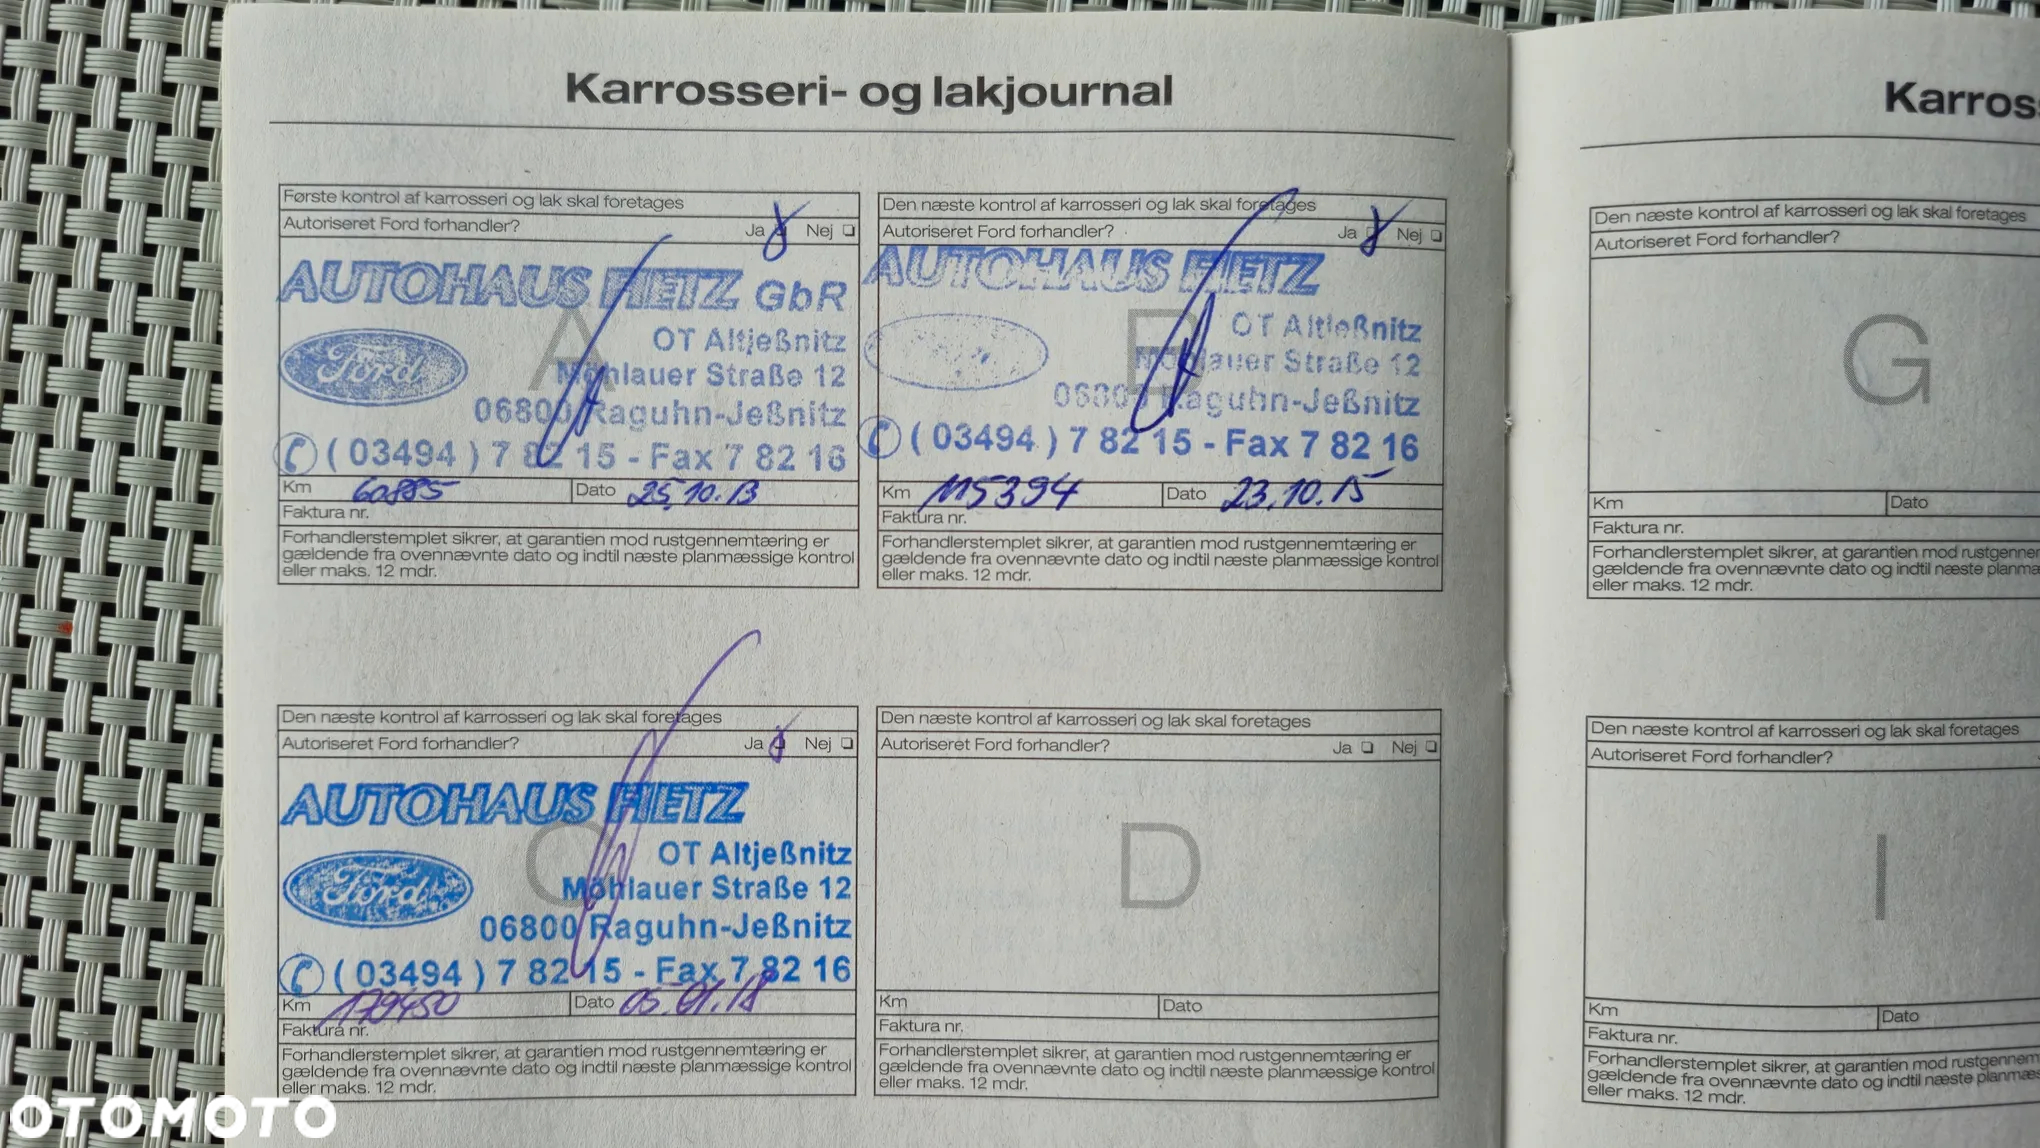 Karrosseri- og lakjournal
Første kontrol af karrosseri og lak skal foretages
Autoriseret Ford forhandler? Ja Nej
A
AUTOHAUS FIETZ GbR
Ford
OT Altjeßnitz
Möhlauer Straße 12
06800 Raguhn-Jeßnitz
(03494) 7 82 15 - Fax 7 82 16
Km 60885 Dato 25.10.13
Faktura nr.
Forhandlerstemplet sikrer, at garantien mod rustgennemtæring er
gældende fra ovennævnte dato og indtil næste planmæssige kontrol
eller maks. 12 mdr.
Den næste kontrol af karrosseri og lak skal foretages
Autoriseret Ford forhandler? Ja Nej
B
AUTOHAUS FIETZ
OT Altjeßnitz
Möhlauer Straße 12
06800 Raguhn-Jeßnitz
(03494) 7 82 15 - Fax 7 82 16
Km 115394 Dato 23.10.15
Faktura nr.
Forhandlerstemplet sikrer, at garantien mod rustgennemtæring er
gældende fra ovennævnte dato og indtil næste planmæssige kontrol
eller maks. 12 mdr.
Den næste kontrol af karrosseri og lak skal foretages
Autoriseret Ford forhandler? Ja Nej
C
AUTOHAUS FIETZ
Ford
OT Altjeßnitz
Möhlauer Straße 12
06800 Raguhn-Jeßnitz
(03494) 7 82 15 - Fax 7 82 16
Km 179450 Dato 05.01.18
Faktura nr.
Forhandlerstemplet sikrer, at garantien mod rustgennemtæring er
gældende fra ovennævnte dato og indtil næste planmæssige kontrol
eller maks. 12 mdr.
Den næste kontrol af karrosseri og lak skal foretages
Autoriseret Ford forhandler? Ja Nej
D
Km Dato
Faktura nr.
Forhandlerstemplet sikrer, at garantien mod rustgennemtæring er
gældende fra ovennævnte dato og indtil næste planmæssige kontrol
eller maks. 12 mdr.
Karros
Den næste kontrol af karrosseri og lak skal foretages
Autoriseret Ford forhandler?
G
Km Dato
Faktura nr.
Forhandlerstemplet sikrer, at garantien mod rustgenne
gældende fra ovennævnte dato og indtil næste planmæ
eller maks. 12 mdr.
Den næste kontrol af karrosseri og lak skal foretages
Autoriseret Ford forhandler?
I
Km Dato
Faktura nr.
Forhandlerstemplet sikrer, at garantien mod rustgennem
gældende fra ovennævnte dato og indtil næste planmæs
eller maks. 12 mdr.
OTOMOTO